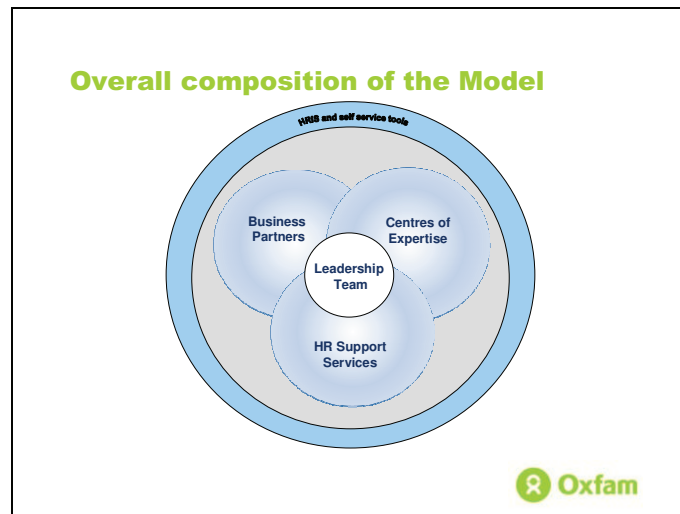 Overall composition of the Model
HRIS and self service tools
Business
Partners
Centres of
Expertise
Leadership
Team
HR Support
Services
Oxfam